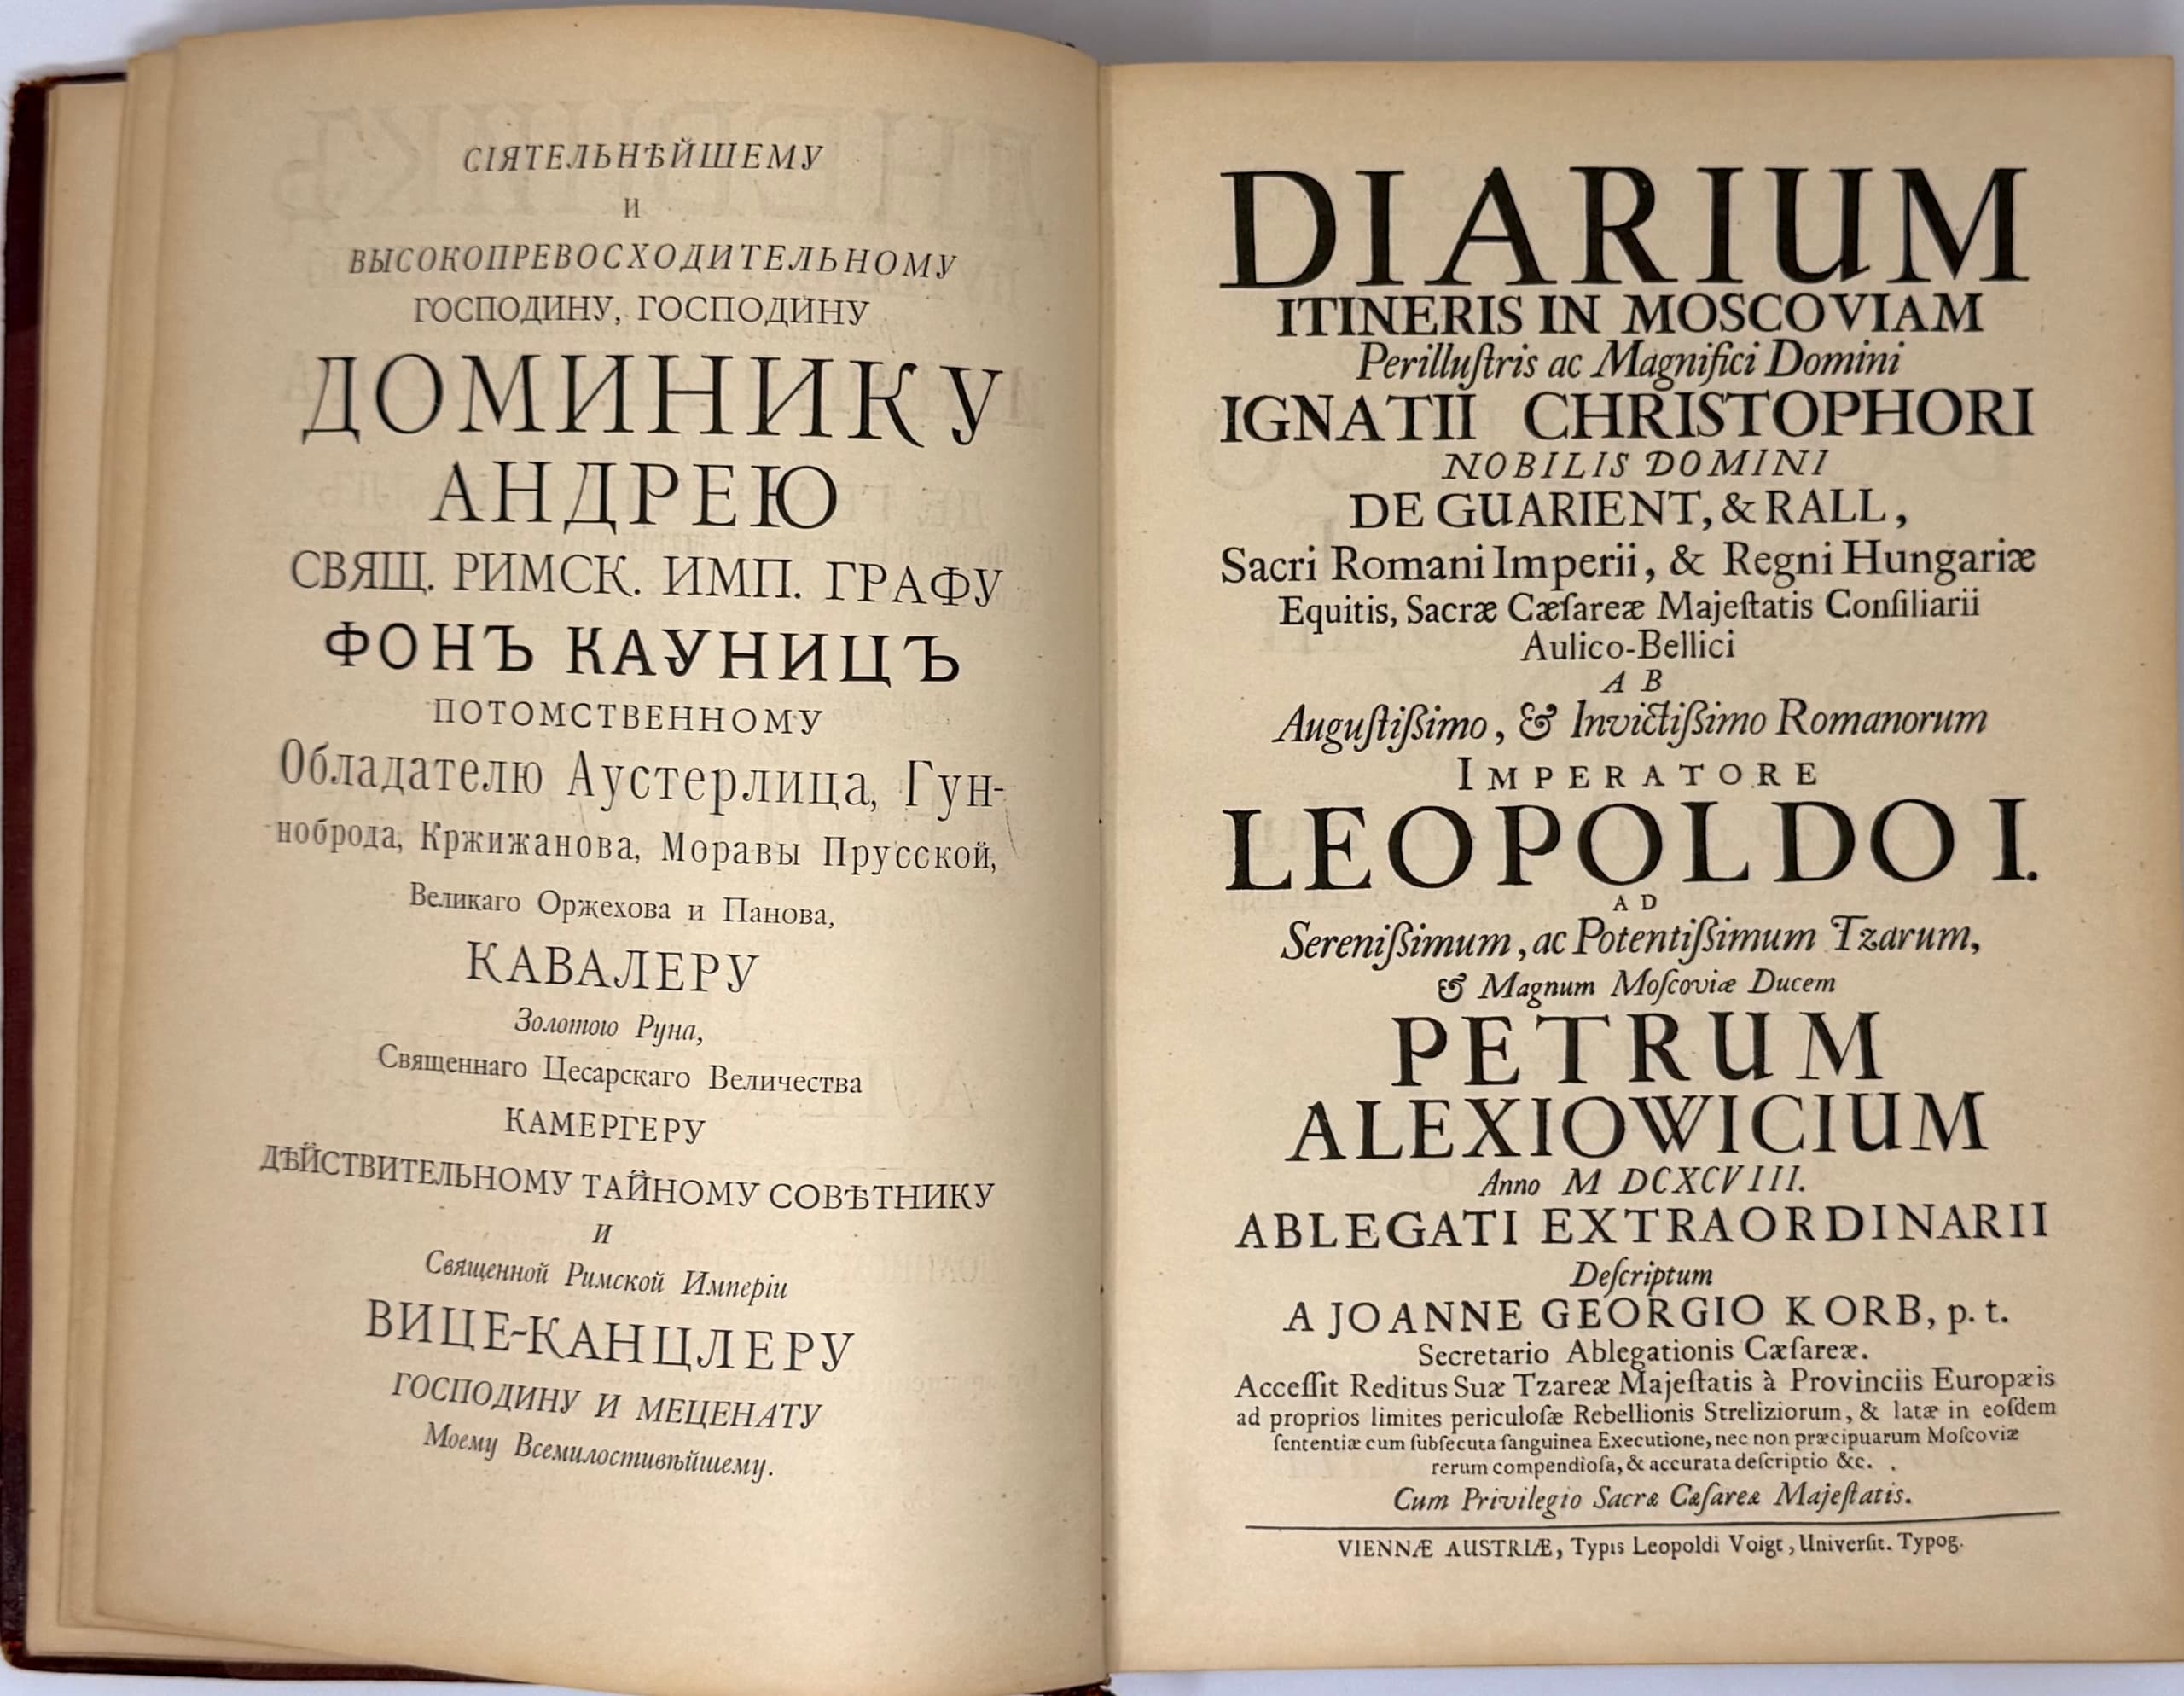 СІЯТЕЛЬНѢЙШЕМУ
И
ВЫСОКОПРЕВОСХОДИТЕЛЬНОМУ
ГОСПОДИНУ, ГОСПОДИНУ
ДОМИНИКУ
АНДРЕЮ
СВЯЩ. РИМСК. ИМП. ГРАФУ
ФОНЪ КАУНИЦЪ
ПОТОМСТВЕННОМУ
Обладателю Аустерлица, Гун-
ноброда, Кржижанова, Моравы Прусской,
Великаго Оржехова и Панова,
КАВАЛЕРУ
Золотою Руна,
Священнаго Цесарскаго Величества
КАМЕРГЕРУ
ДѢЙСТВИТЕЛЬНОМУ ТАЙНОМУ СОВѢТНИКУ
И
Священной Римской Имперіи
ВИЦЕ-КАНЦЛЕРУ
ГОСПОДИНУ И МЕЦЕНАТУ
Моему Всемилостивѣйшему.
DIARIUM
ITINERIS IN MOSCOVIAM
Perilluſtris ac Magnifici Domini
IGNATII CHRISTOPHORI
NOBILIS DOMINI
DE GUARIENT, & RALL,
Sacri Romani Imperii, & Regni Hungariæ
Equitis, Sacræ Cæſareæ Majeſtatis Conſiliarii
Aulico-Bellici
AB
Auguſtißimo, & Invictißimo Romanorum
IMPERATORE
LEOPOLDO I.
AD
Serenißimum, ac Potentißimum Tzarum,
& Magnum Moſcoviæ Ducem
PETRUM
ALEXIOWICIUM
Anno M DCXCVIII.
ABLEGATI EXTRAORDINARII
Deſcriptum
A JOANNE GEORGIO KORB, p. t.
Secretario Ablegationis Cæſareæ.
Acceſſit Reditus Suæ Tzareæ Majeſtatis à Provinciis Europæis
ad proprios limites periculoſæ Rebellionis Streliziorum, & latæ in eoſdem
ſententiæ cum ſubſecuta ſanguinea Executione, nec non præcipuarum Moſcoviæ
rerum compendioſa, & accurata deſcriptio &c.
Cum Privilegio Sacræ Cæſareæ Majeſtatis.
VIENNÆ AUSTRIÆ, Typis Leopoldi Voigt, Univerſit. Typog.